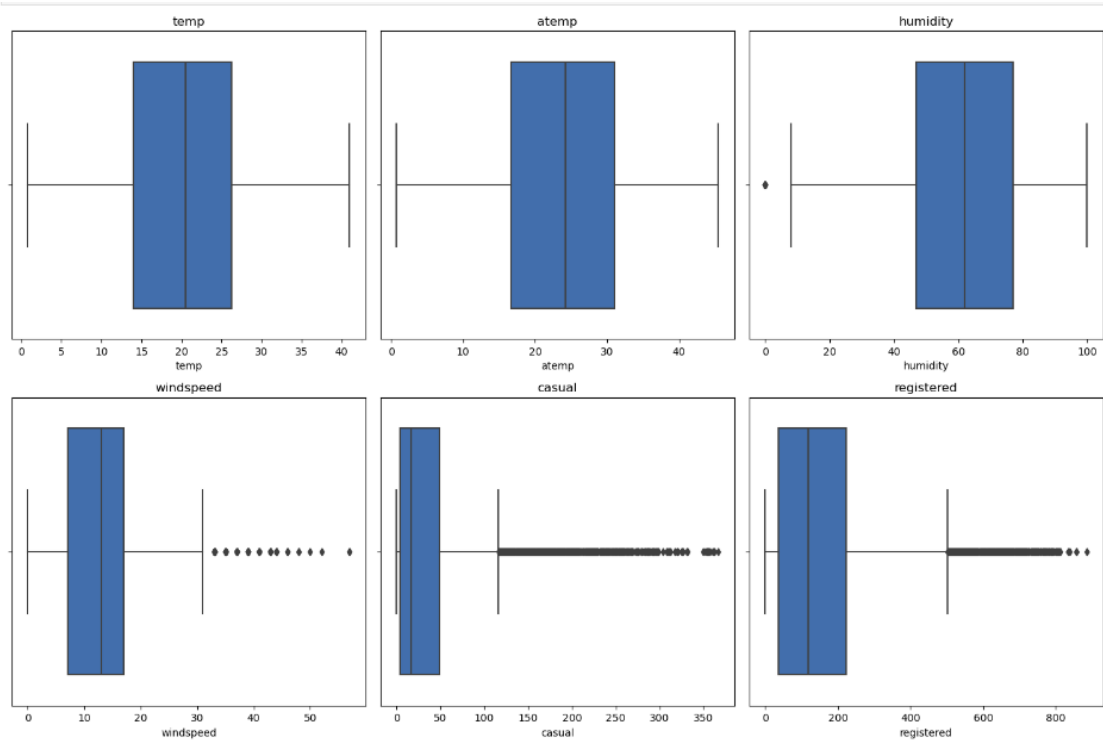 temp
atemp
humidity
0 5 10 15 20 25 30 35 40
0 10 20 30 40
0 20 40 60 80 100
temp
atemp
humidity
windspeed
casual
registered
0 10 20 30 40 50
0 50 100 150 200 250 300 350
0 200 400 600 800
windspeed
casual
registered